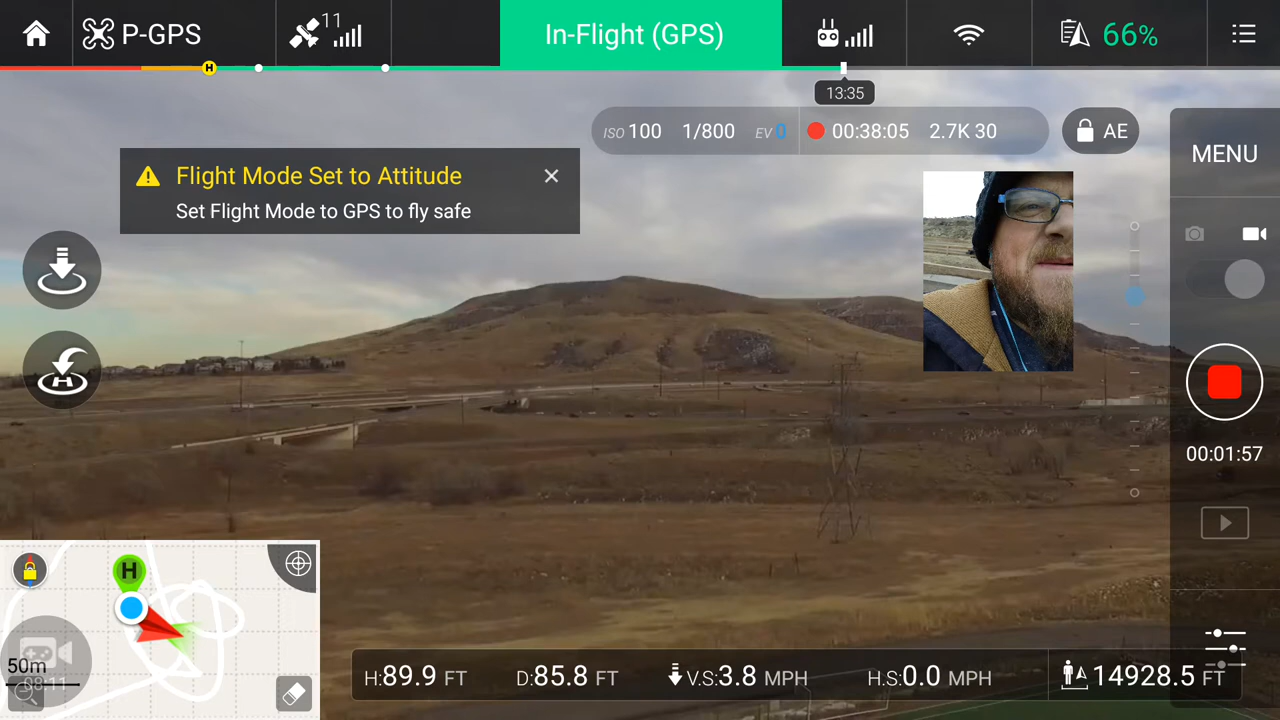 P-GPS
11
In-Flight (GPS)
66%
H
13:35
ISO 100 1/800 EV 0 00:38:05 2.7K 30
AE
MENU
Flight Mode Set to Attitude
Set Flight Mode to GPS to fly safe
H
00:01:57
H
50m
08:11
H:89.9 FT D:85.8 FT V.S:3.8 MPH H.S:0.0 MPH 14928.5 FT